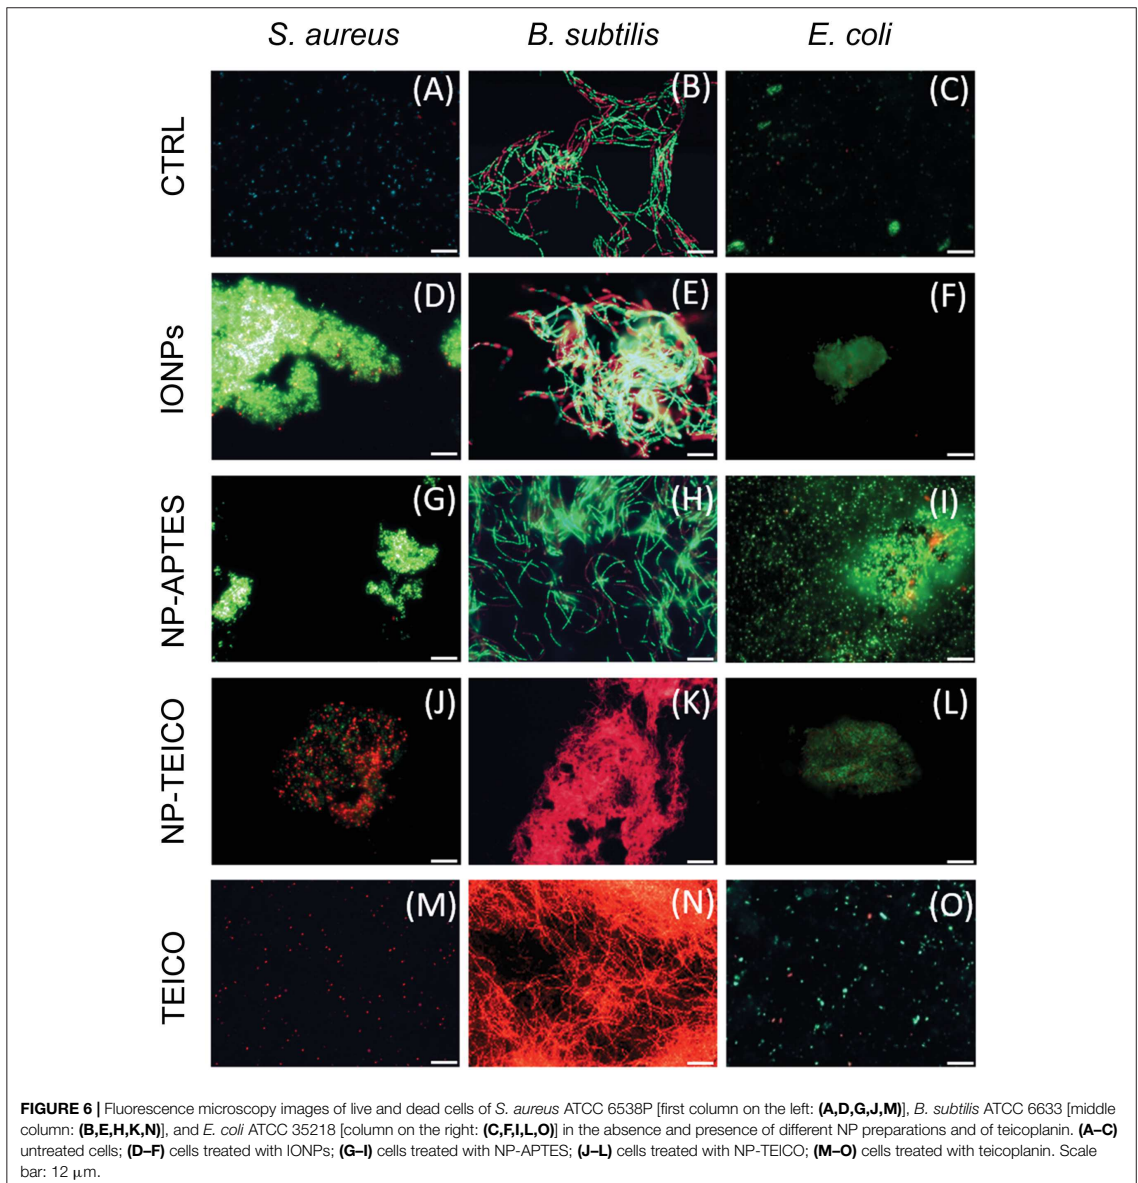 S. aureus B. subtilis E. coli
CTRL (A) (B) (C)
IONPs (D) (E) (F)
NP-APTES (G) (H) (I)
NP-TEICO (J) (K) (L)
TEICO (M) (N) (O)
FIGURE 6 | Fluorescence microscopy images of live and dead cells of S. aureus ATCC 6538P [first column on the left: (A,D,G,J,M)], B. subtilis ATCC 6633 [middle
column: (B,E,H,K,N)], and E. coli ATCC 35218 [column on the right: (C,F,I,L,O)] in the absence and presence of different NP preparations and of teicoplanin. (A–C)
untreated cells; (D–F) cells treated with IONPs; (G–I) cells treated with NP-APTES; (J–L) cells treated with NP-TEICO; (M–O) cells treated with teicoplanin. Scale
bar: 12 μm.